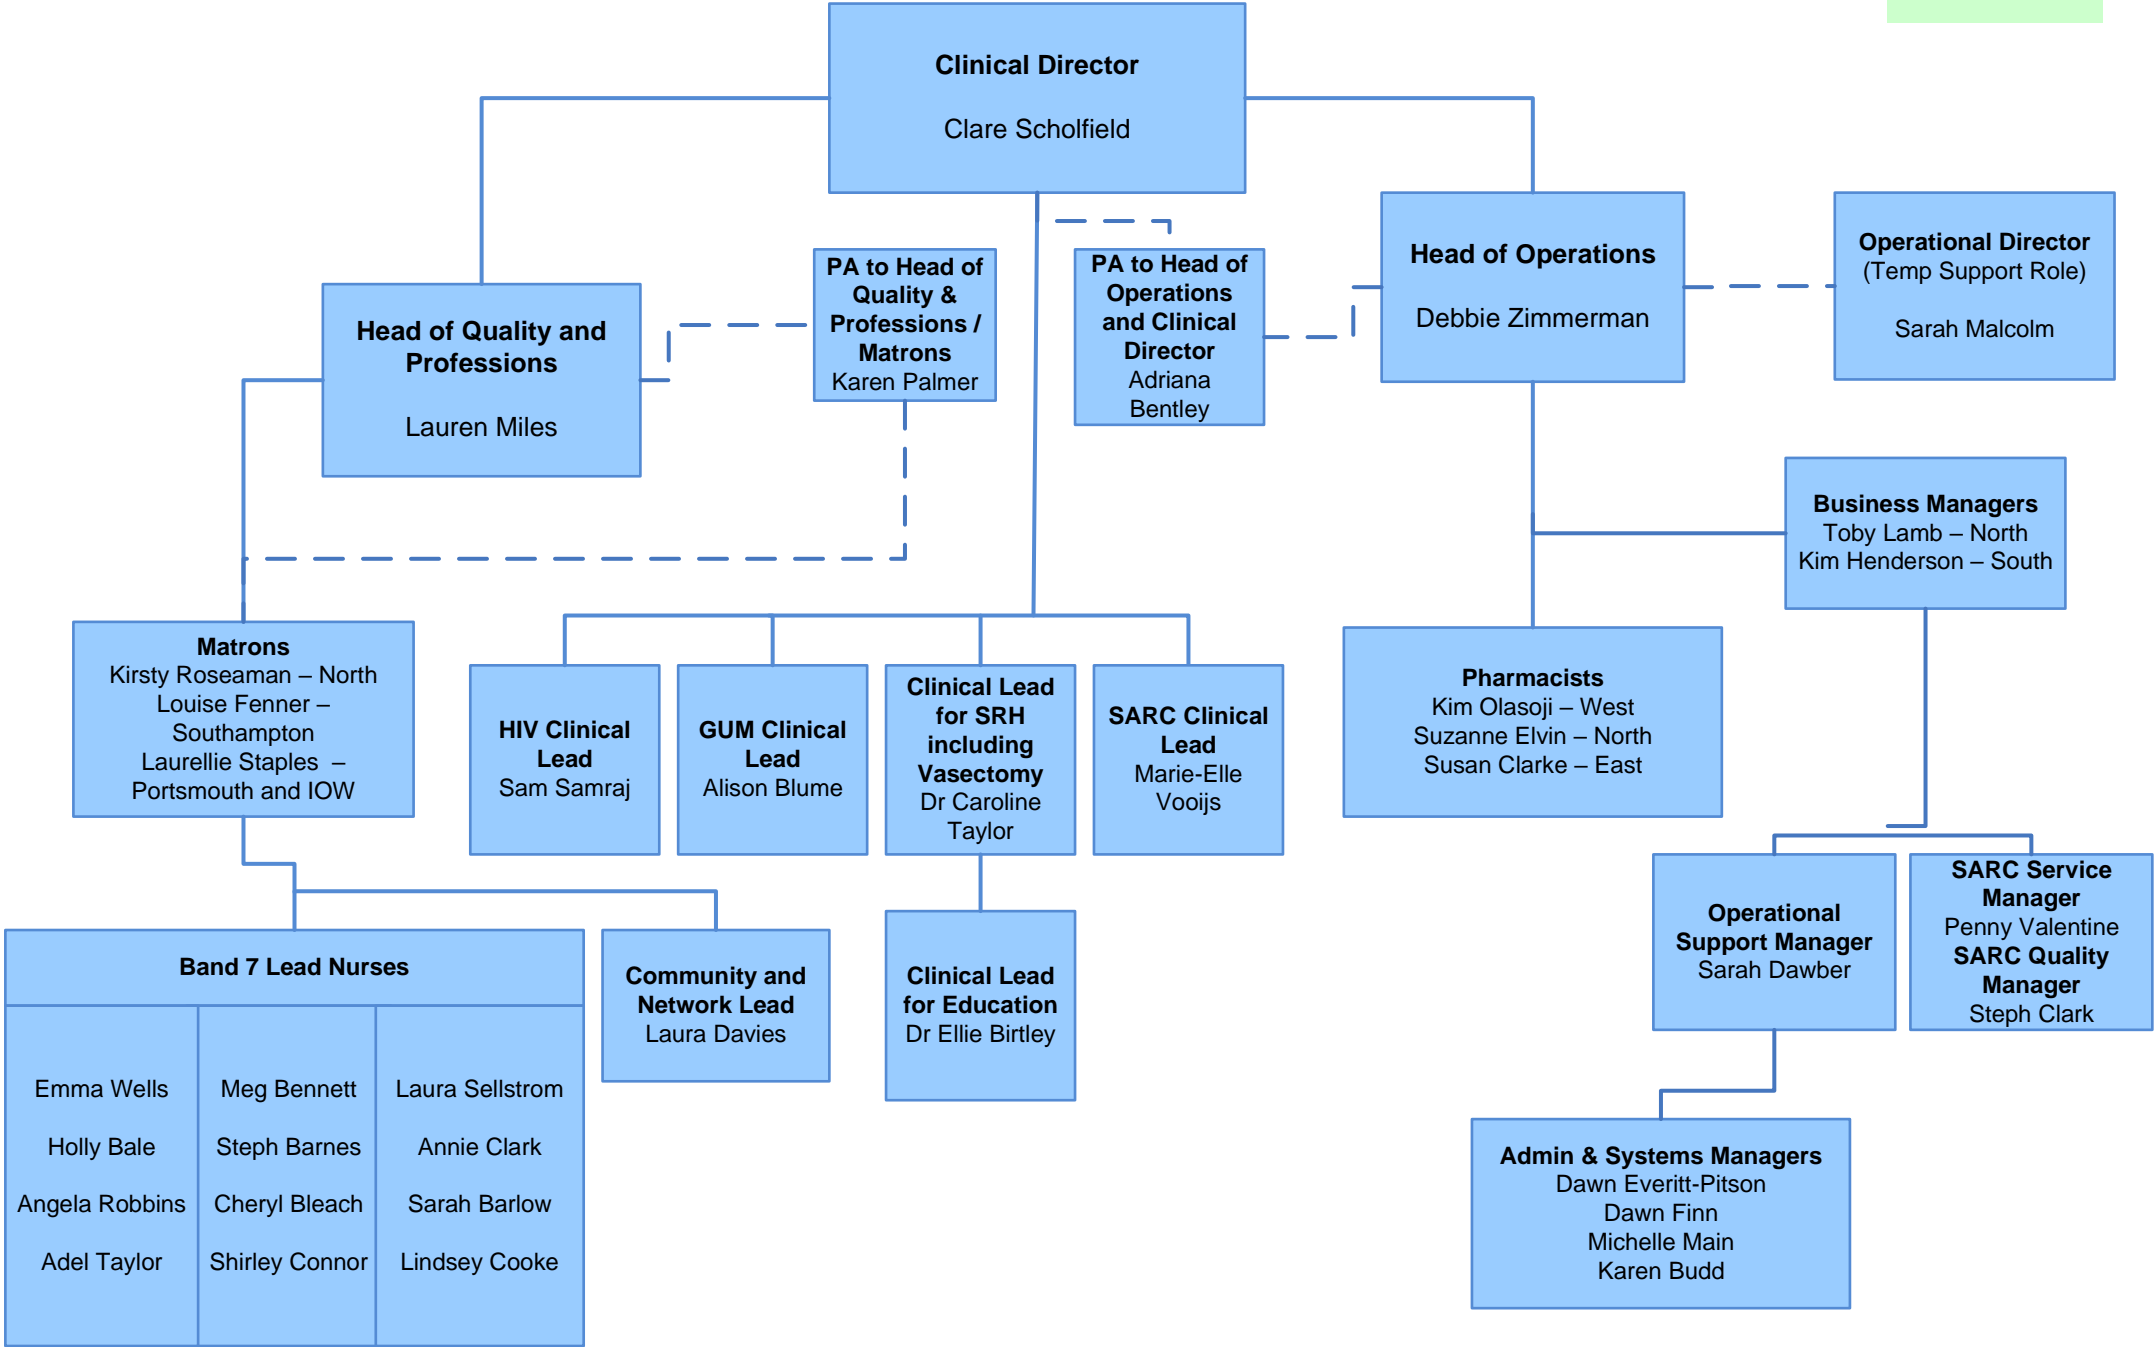 Clinical Director
Clare Scholfield
Head of Quality and
Professions
Lauren Miles
PA to Head of
Quality &
Professions /
Matrons
Karen Palmer
PA to Head of
Operations
and Clinical
Director
Adriana
Bentley
Head of Operations
Debbie Zimmerman
Operational Director
(Temp Support Role)
Sarah Malcolm
Business Managers
Toby Lamb – North
Kim Henderson – South
Matrons
Kirsty Roseaman – North
Louise Fenner –
Southampton
Laurellie Staples –
Portsmouth and IOW
HIV Clinical
Lead
Sam Samraj
GUM Clinical
Lead
Alison Blume
Clinical Lead
for SRH
including
Vasectomy
Dr Caroline
Taylor
SARC Clinical
Lead
Marie-Elle
Vooijs
Pharmacists
Kim Olasoji – West
Suzanne Elvin – North
Susan Clarke – East
Operational
Support Manager
Sarah Dawber
SARC Service
Manager
Penny Valentine
SARC Quality
Manager
Steph Clark
Band 7 Lead Nurses
Emma Wells
Holly Bale
Angela Robbins
Adel Taylor
Meg Bennett
Steph Barnes
Cheryl Bleach
Shirley Connor
Laura Sellstrom
Annie Clark
Sarah Barlow
Lindsey Cooke
Community and
Network Lead
Laura Davies
Clinical Lead
for Education
Dr Ellie Birtley
Admin & Systems Managers
Dawn Everitt-Pitson
Dawn Finn
Michelle Main
Karen Budd